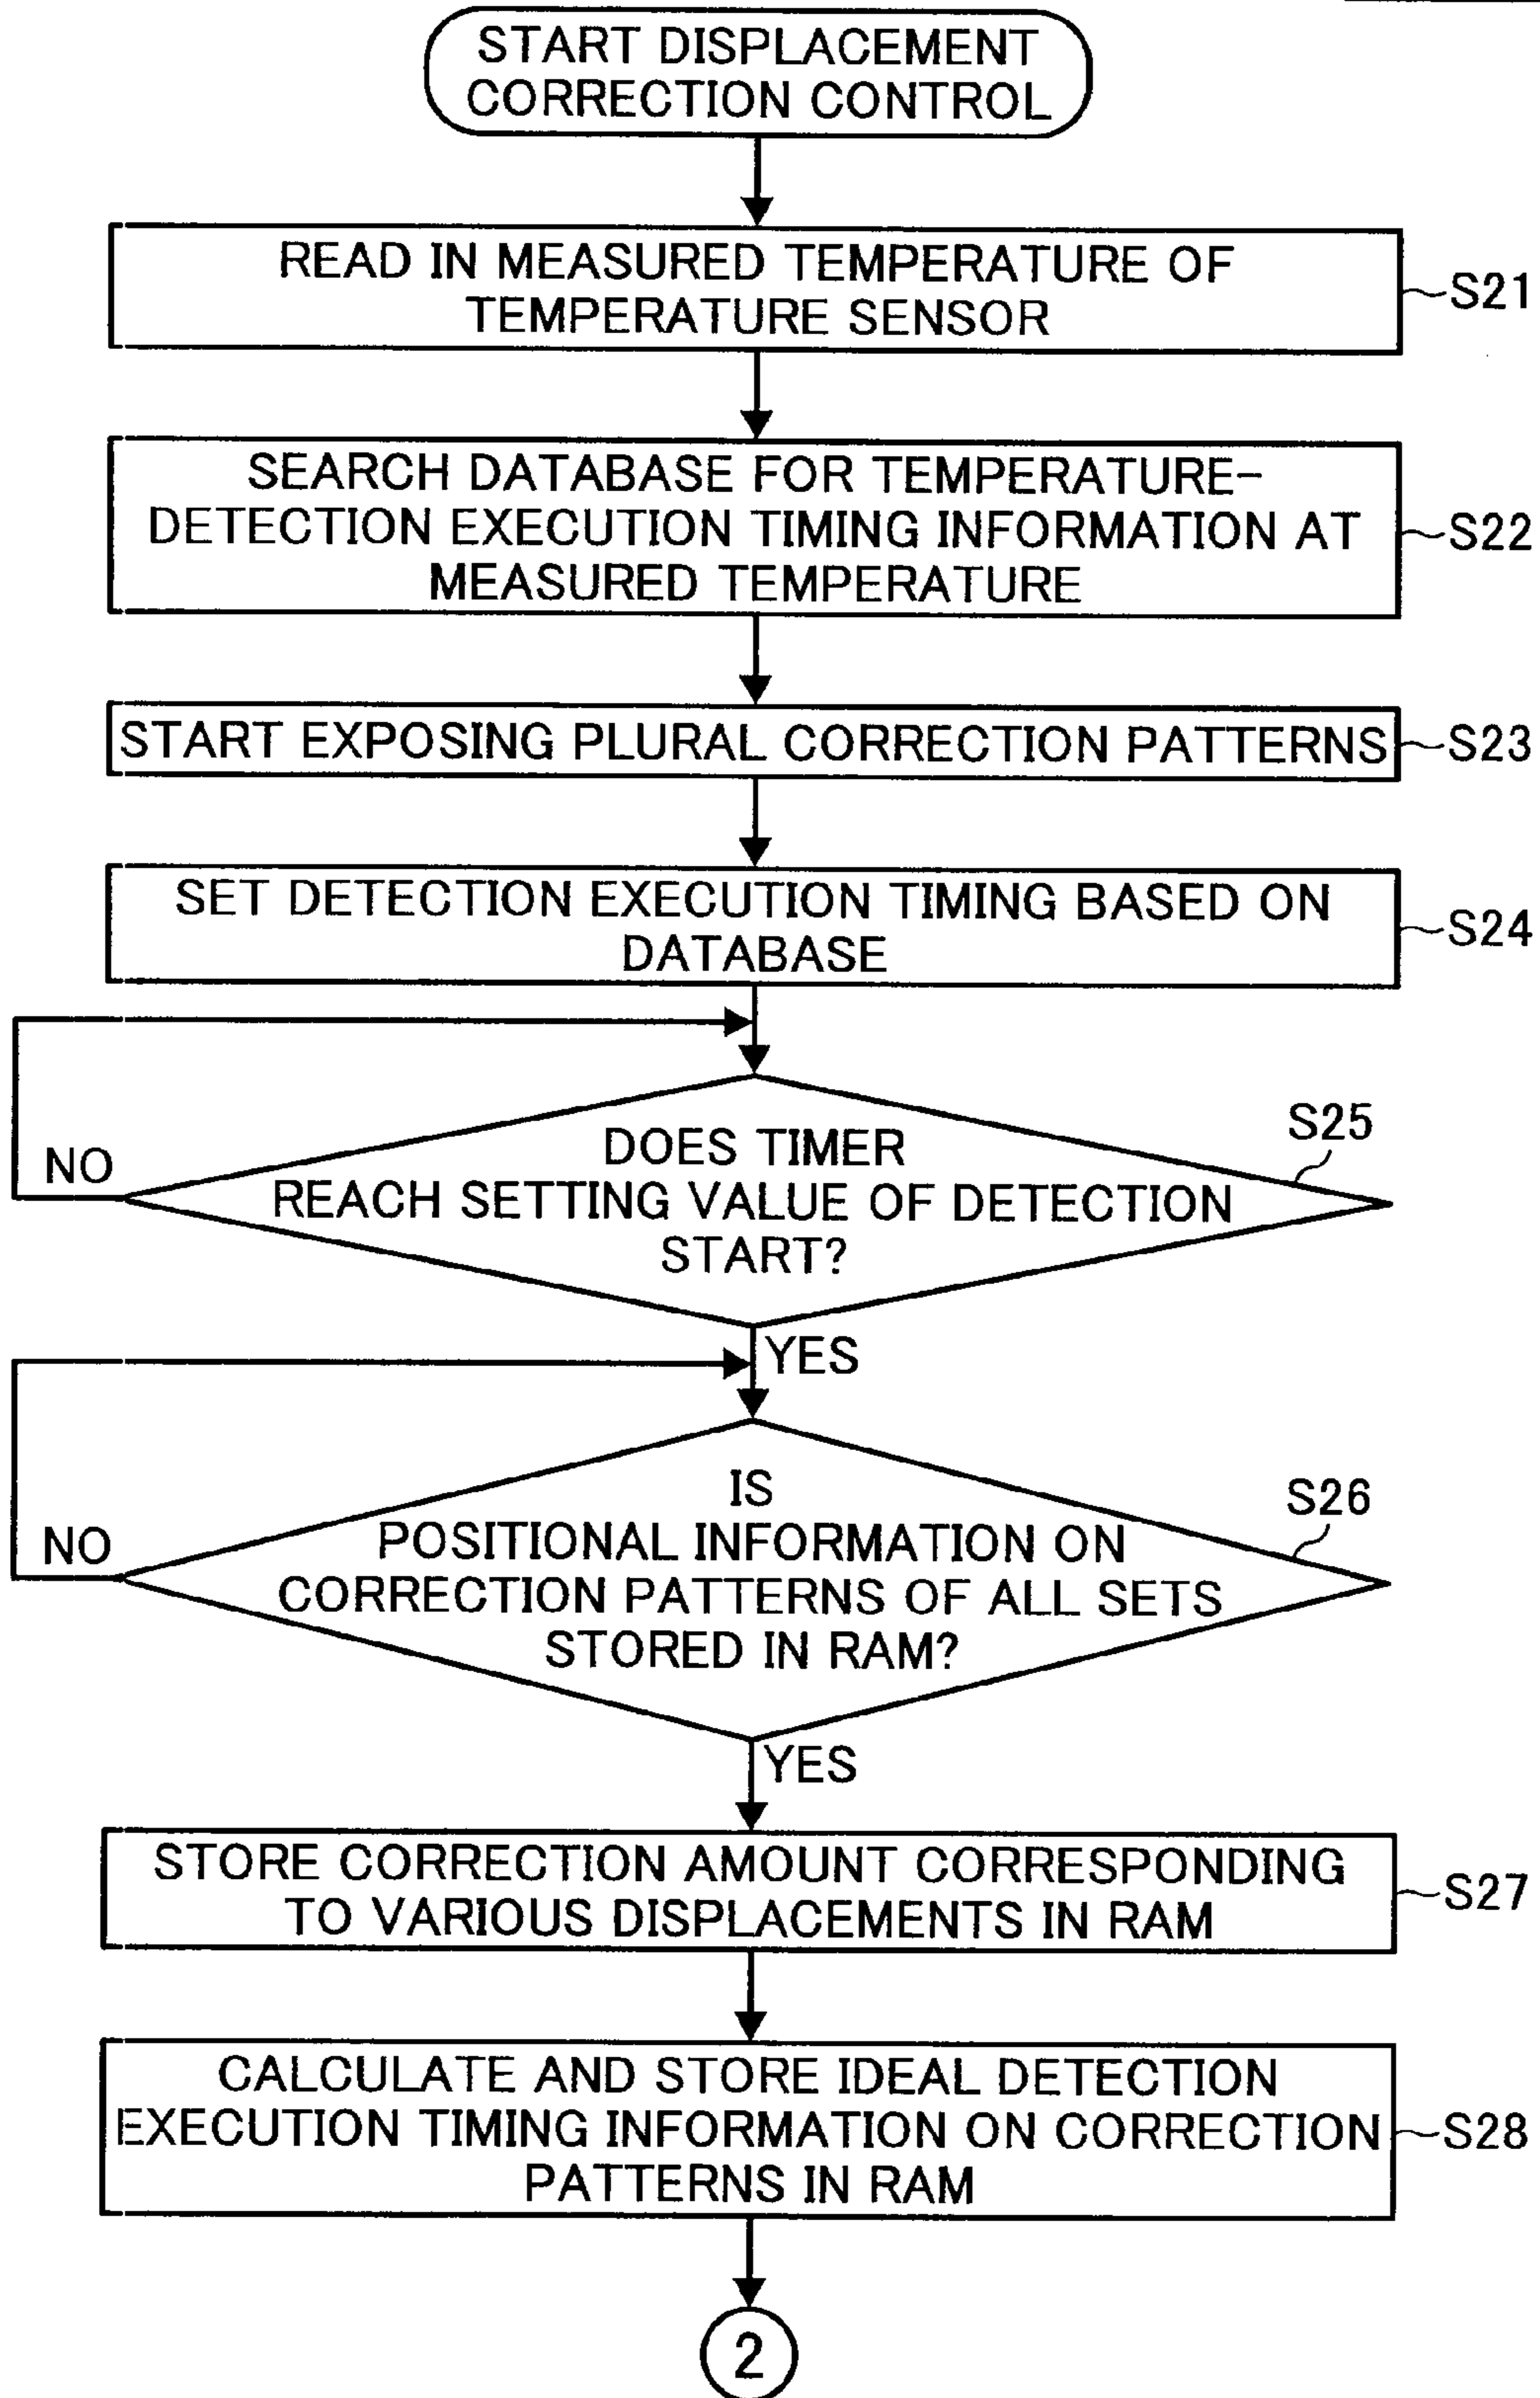 START DISPLACEMENT
CORRECTION CONTROL
READ IN MEASURED TEMPERATURE OF
TEMPERATURE SENSOR
S21
SEARCH DATABASE FOR TEMPERATURE-
DETECTION EXECUTION TIMING INFORMATION AT
MEASURED TEMPERATURE
S22
START EXPOSING PLURAL CORRECTION PATTERNS
S23
SET DETECTION EXECUTION TIMING BASED ON
DATABASE
S24
DOES TIMER
REACH SETTING VALUE OF DETECTION
START?
S25
NO
YES
IS
POSITIONAL INFORMATION ON
CORRECTION PATTERNS OF ALL SETS
STORED IN RAM?
S26
NO
YES
STORE CORRECTION AMOUNT CORRESPONDING
TO VARIOUS DISPLACEMENTS IN RAM
S27
CALCULATE AND STORE IDEAL DETECTION
EXECUTION TIMING INFORMATION ON CORRECTION
PATTERNS IN RAM
S28
2